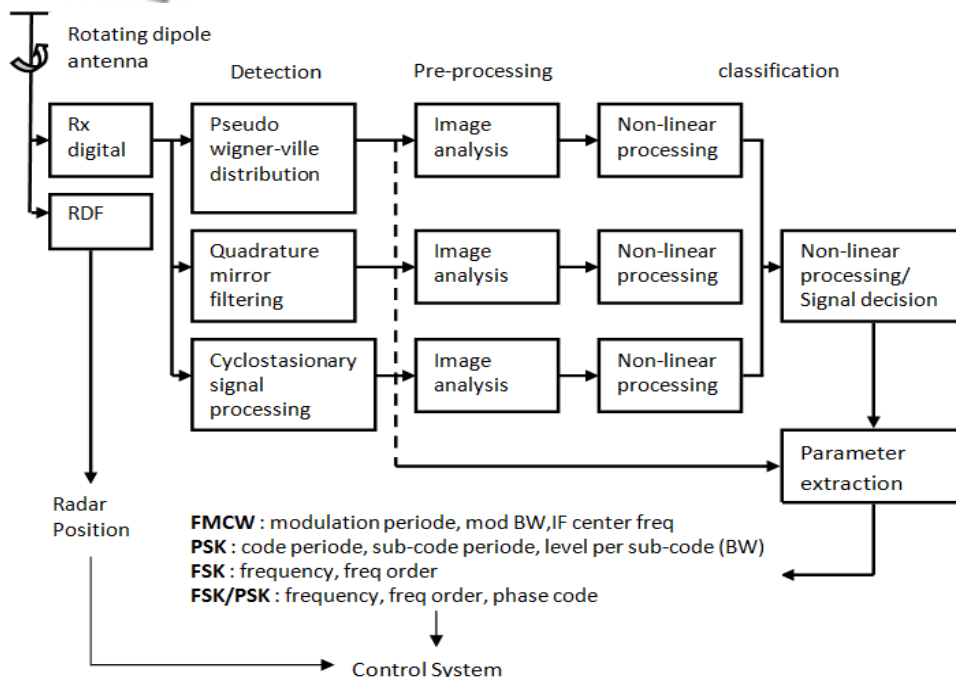 Rotating dipole
antenna
Detection
Pre-processing
classification
Rx
digital
Pseudo
wigner-ville
distribution
Image
analysis
Non-linear
processing
RDF
Quadrature
mirror
filtering
Image
analysis
Non-linear
processing
Non-linear
processing/
Signal decision
Cyclostasionary
signal
processing
Image
analysis
Non-linear
processing
Parameter
extraction
Radar
Position
FMCW : modulation periode, mod BW,IF center freq
PSK : code periode, sub-code periode, level per sub-code (BW)
FSK : frequency, freq order
FSK/PSK : frequency, freq order, phase code
Control System